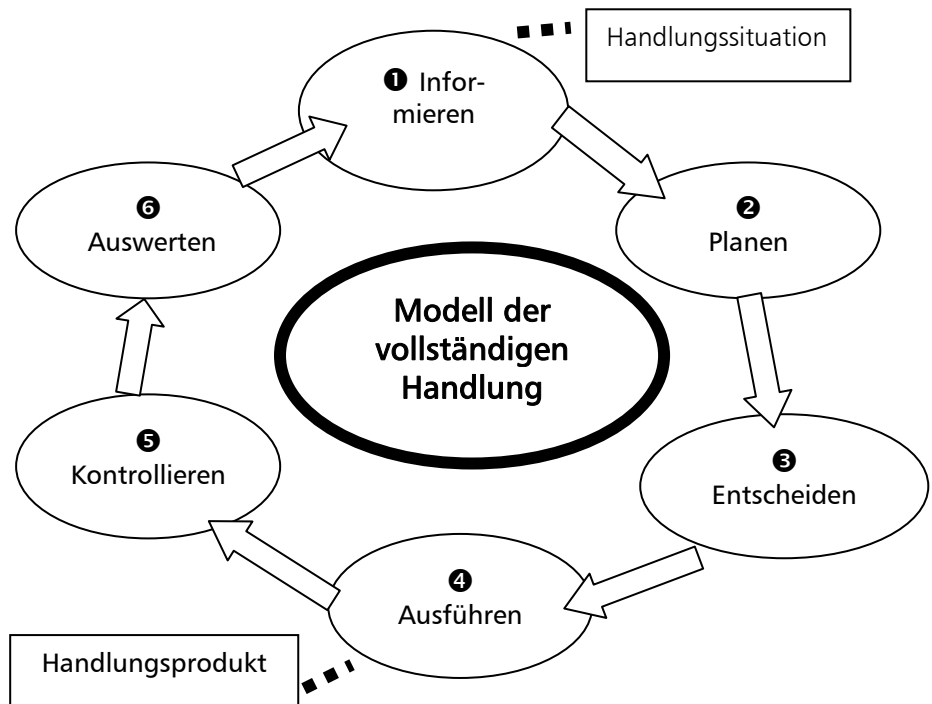 Handlungssituation
❶ Infor-
mieren
❷
Planen
❸
Entscheiden
❹
Ausführen
❺
Kontrollieren
❻
Auswerten
Modell der
vollständigen
Handlung
Handlungsprodukt